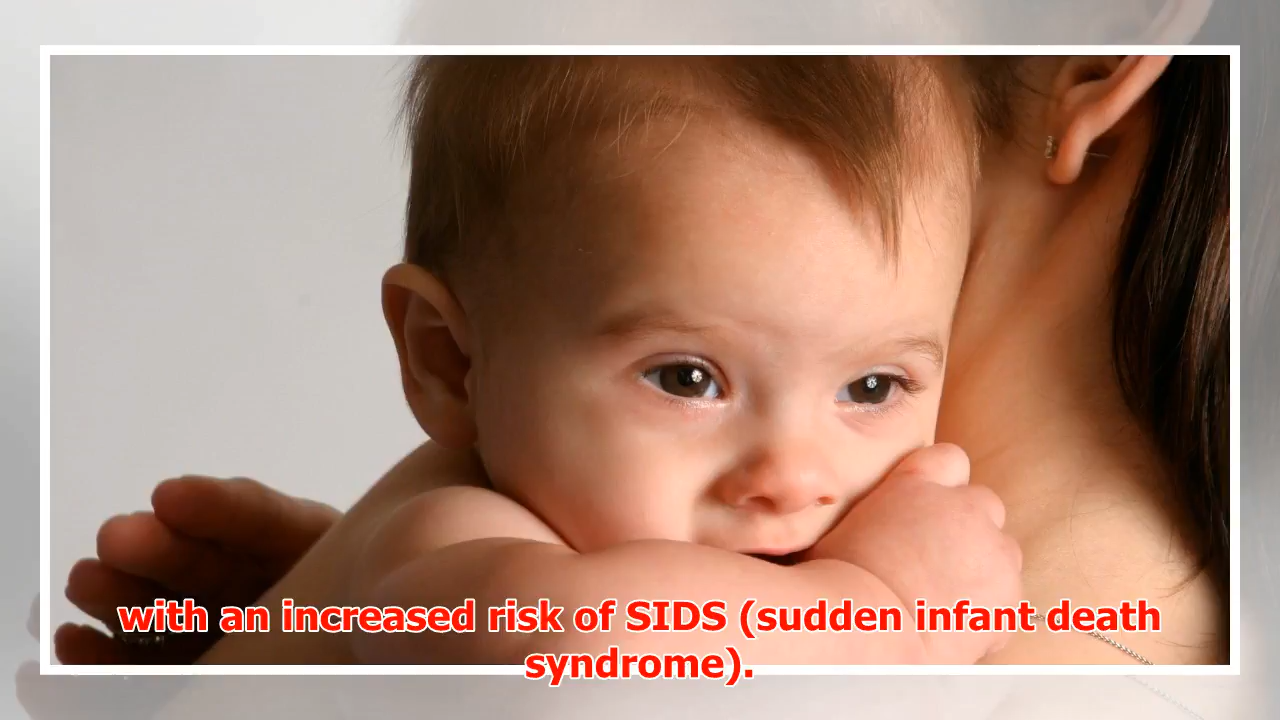 with an increased risk of SIDS (sudden infant death
syndrome).